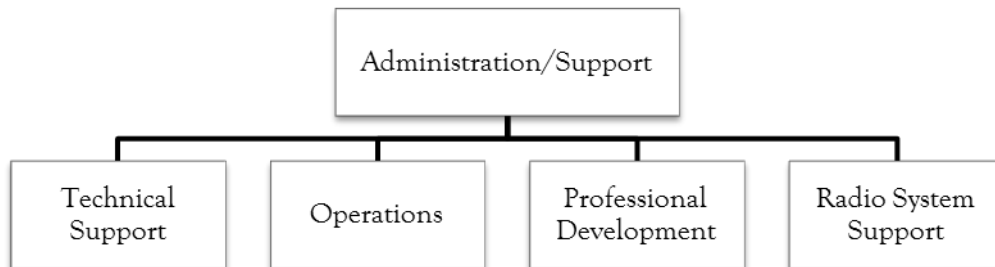 Administration/Support
Technical
Support
Operations
Professional
Development
Radio System
Support